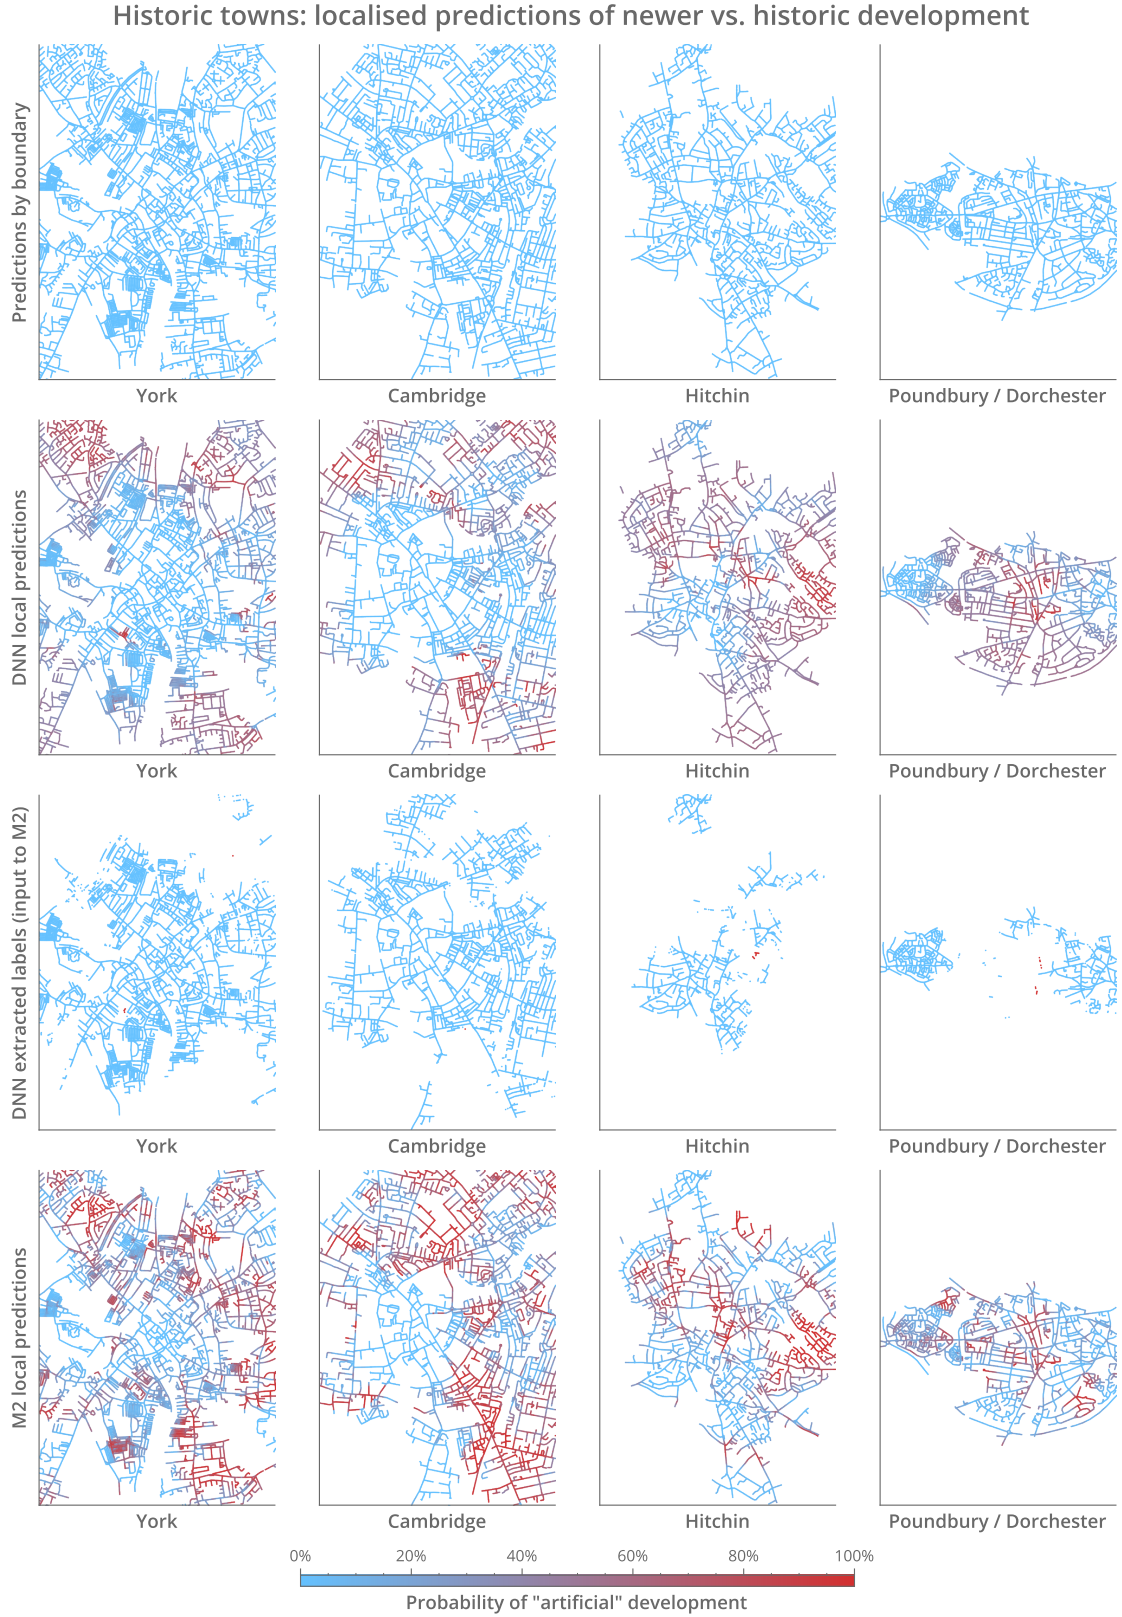 Historic towns: localised predictions of newer vs. historic development
Predictions by boundary
York
Cambridge
Hitchin
Poundbury / Dorchester
DNN local predictions
York
Cambridge
Hitchin
Poundbury / Dorchester
DNN extracted labels (input to M2)
York
Cambridge
Hitchin
Poundbury / Dorchester
M2 local predictions
York
Cambridge
Hitchin
Poundbury / Dorchester
0% 20% 40% 60% 80% 100%
Probability of "artificial" development